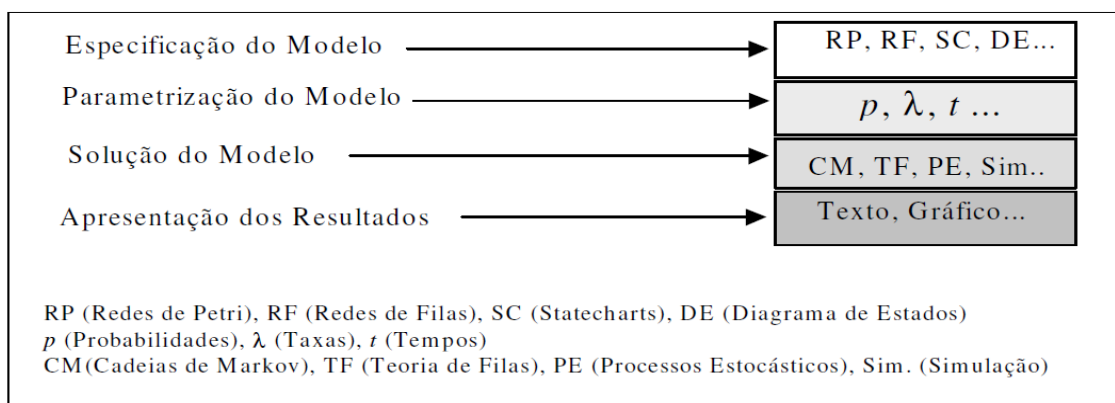 Especificação do Modelo
RP, RF, SC, DE...
Parametrização do Modelo
p, λ, t ...
Solução do Modelo
CM, TF, PE, Sim..
Apresentação dos Resultados
Texto, Gráfico...
RP (Redes de Petri), RF (Redes de Filas), SC (Statecharts), DE (Diagrama de Estados)
p (Probabilidades), λ (Taxas), t (Tempos)
CM(Cadeias de Markov), TF (Teoria de Filas), PE (Processos Estocásticos), Sim. (Simulação)